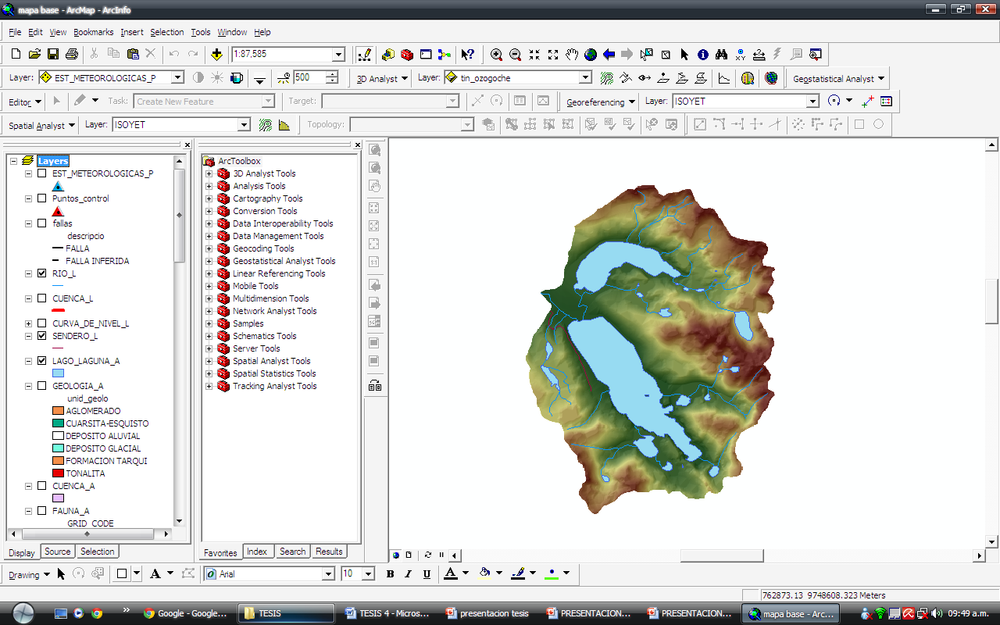 mapa base - ArcMap - ArcInfo
File Edit View Bookmarks Insert Selection Tools Window Help
1:87,585
Layer: EST_METEOROLOGICAS_P 500 3D Analyst Layer: tin_ozogoche Geostatistical Analyst
Editor Task: Create New Feature Target: Georeferencing Layer: ISOYET
Spatial Analyst Layer: ISOYET Topology:
Layers
EST_METEOROLOGICAS_P
Puntos_control
fallas
descripcio
FALLA
FALLA INFERIDA
RIO_L
CUENCA_L
CURVA_DE_NIVEL_L
SENDERO_L
LAGO_LAGUNA_A
GEOLOGIA_A
unid_geolo
AGLOMERADO
CUARSITA-ESQUISTO
DEPOSITO ALUVIAL
DEPOSITO GLACIAL
FORMACION TARQUI
TONALITA
CUENCA_A
FAUNA_A
GRID_CODE
Display Source Selection
ArcToolbox
3D Analyst Tools
Analysis Tools
Cartography Tools
Conversion Tools
Data Interoperability Tools
Data Management Tools
Geocoding Tools
Geostatistical Analyst Tools
Linear Referencing Tools
Mobile Tools
Multidimension Tools
Network Analyst Tools
Samples
Schematics Tools
Server Tools
Spatial Analyst Tools
Spatial Statistics Tools
Tracking Analyst Tools
Favorites Index Search Results
1:1
Drawing A Arial 10 B I U A
762873.13 9748608.323 Meters
Google - Google... TESIS TESIS 4 - Micros... presentacion tesis PRESENTACION... PRESENTACION... mapa base - Arc... 09:49 a.m.